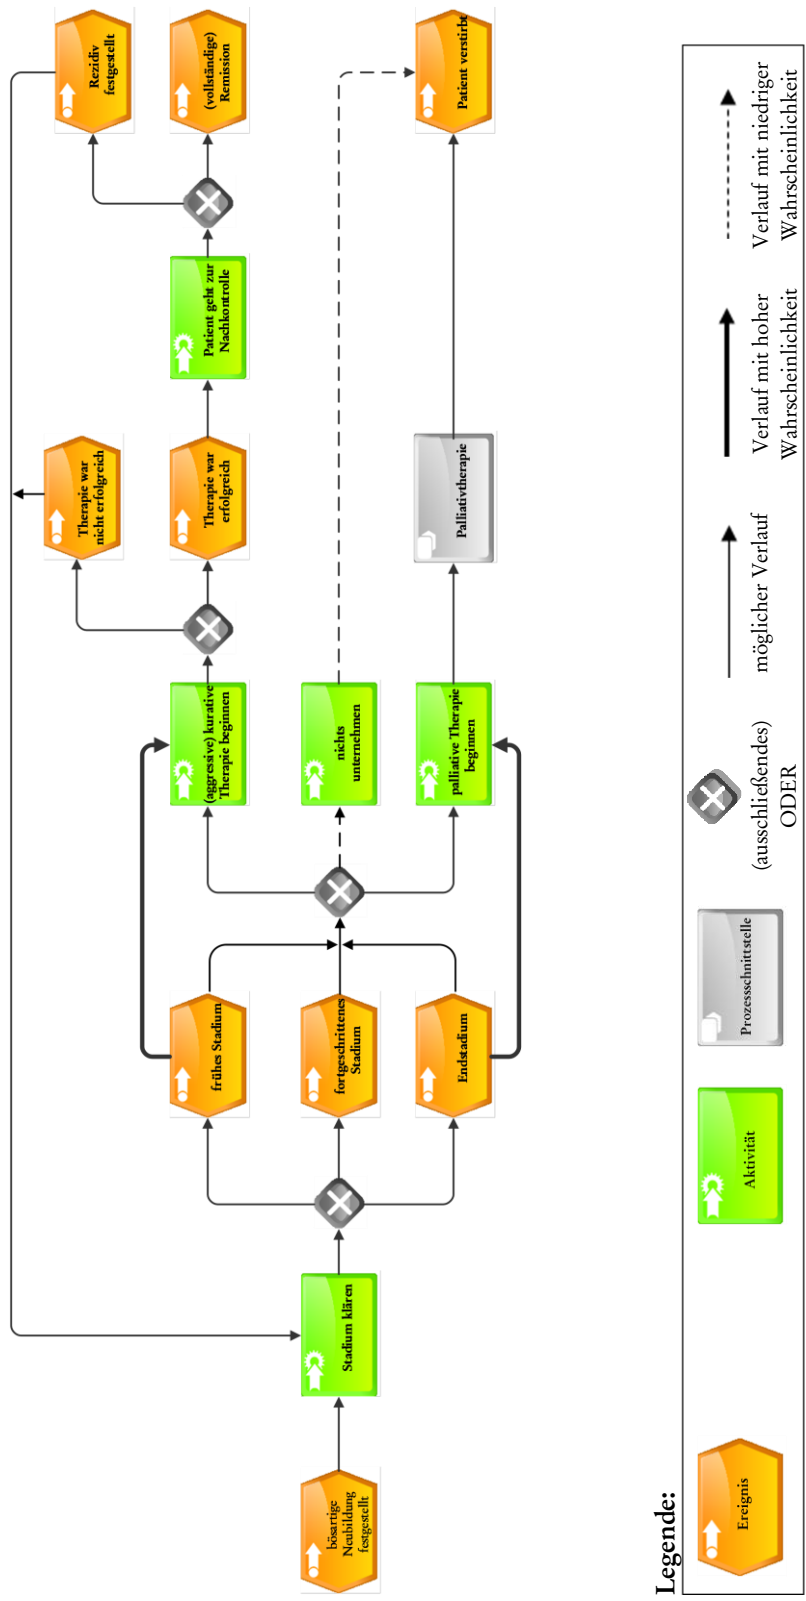 bösartige
Neubildung
festgestellt
Stadium klären
frühes Stadium
fortgeschrittenes
Stadium
Endstadium
(aggressive) kurative
Therapie beginnen
nichts
unternehmen
palliative Therapie
beginnen
Therapie war
nicht erfolgreich
Therapie war
erfolgreich
Palliativtherapie
Patient geht zur
Nachkontrolle
Rezidiv
festgestellt
(vollständige)
Remission
Patient verstirbt
Legende:
Ereignis
Aktivität
Prozessschnittstelle
(ausschließendes)
ODER
möglicher Verlauf
Verlauf mit hoher
Wahrscheinlichkeit
Verlauf mit niedriger
Wahrscheinlichkeit